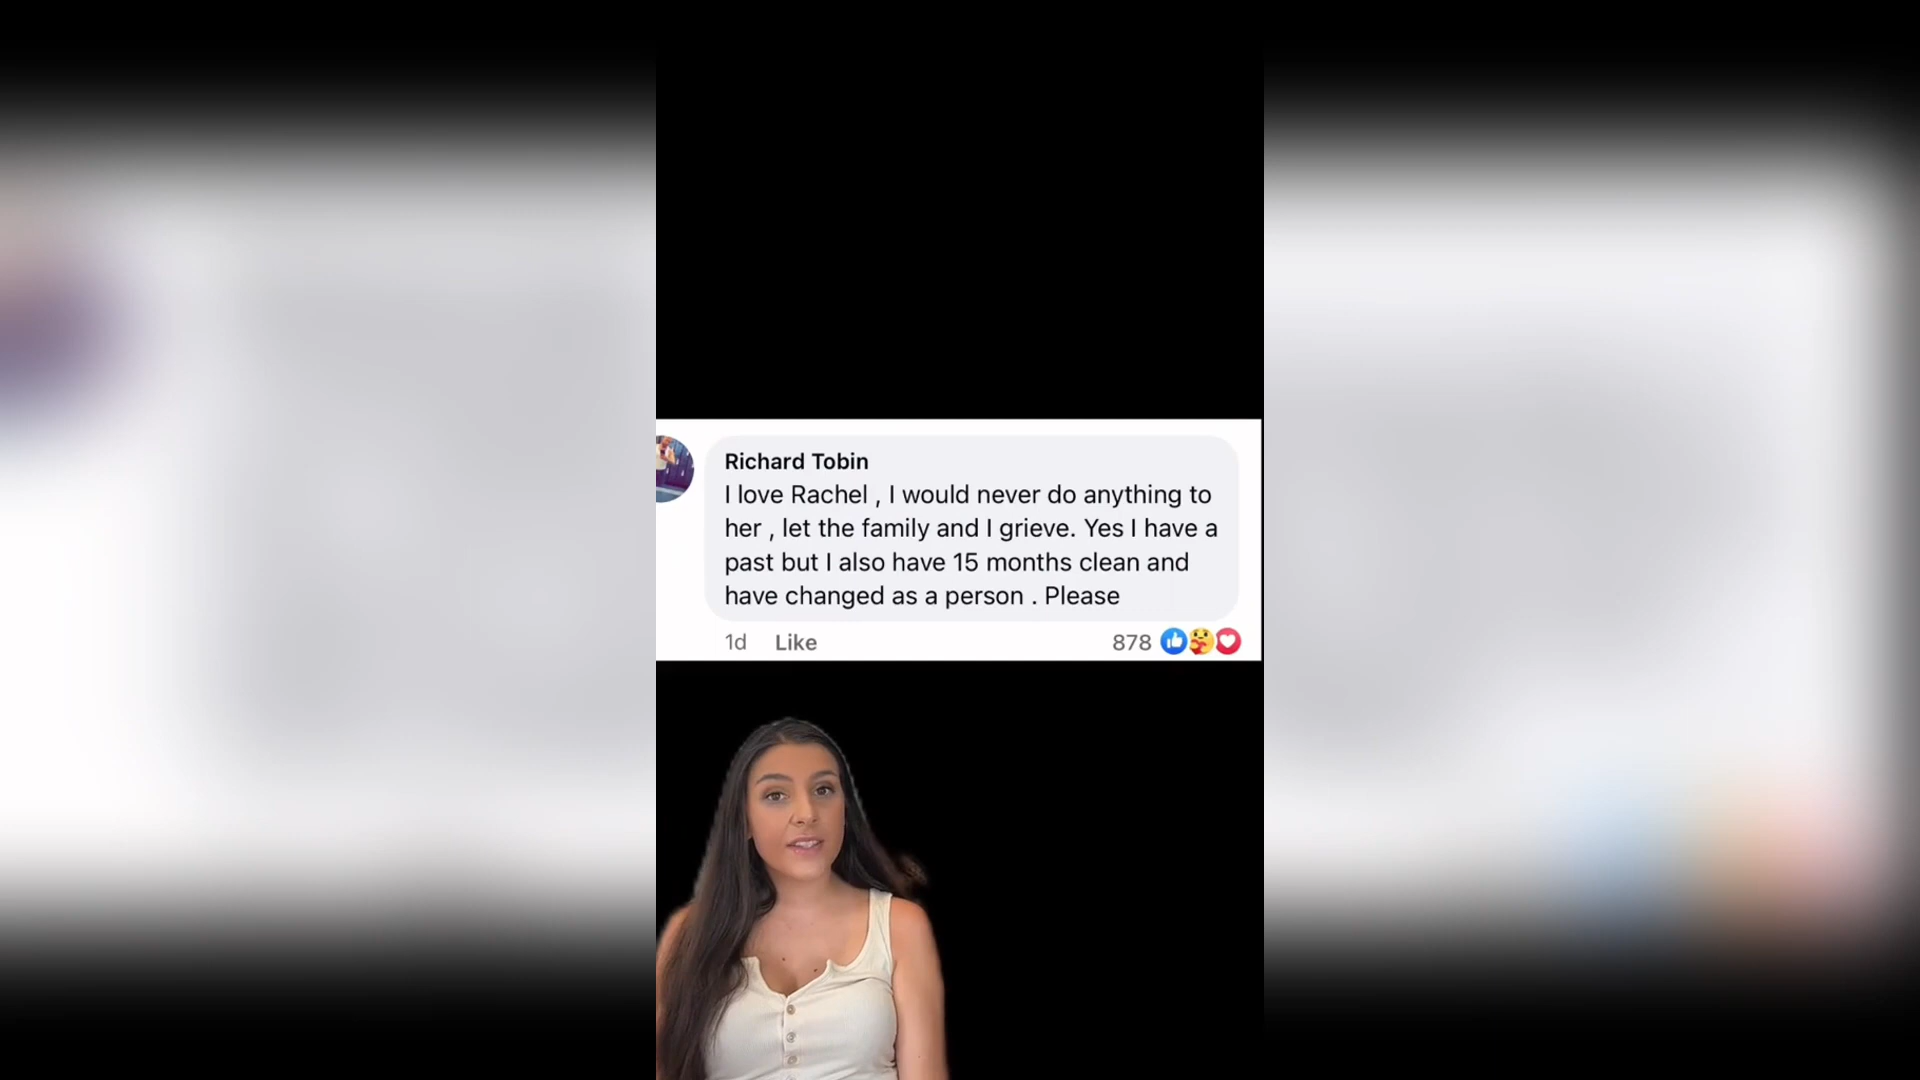 Richard Tobin
I love Rachel , I would never do anything to
her , let the family and I grieve. Yes I have a
past but I also have 15 months clean and
have changed as a person . Please
1d Like 878